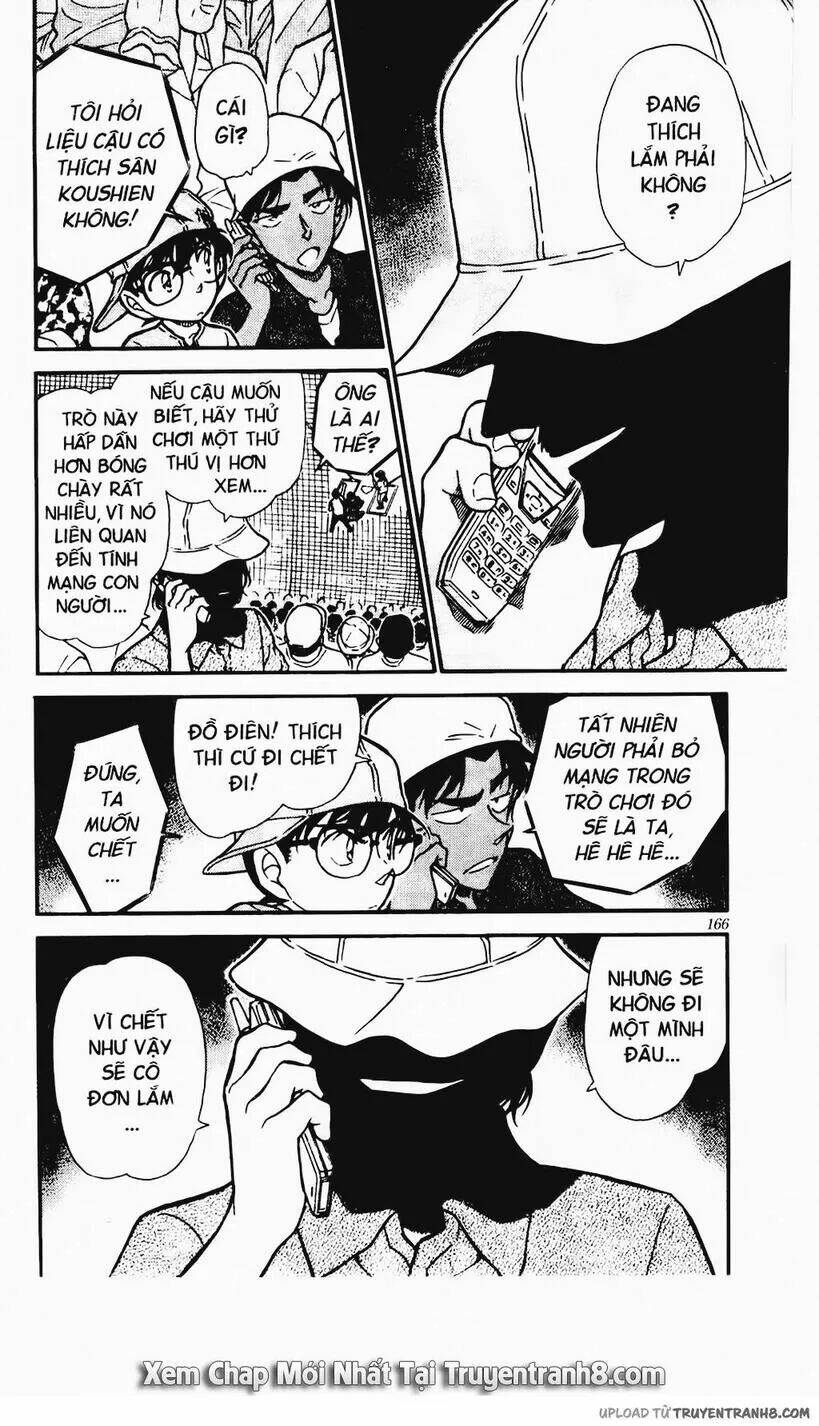 ĐANG
THÍCH
LẮM PHẢI
KHÔNG
?
CÁI
GÌ?
TÔI HỎI
LIỆU CẬU CÓ
THÍCH SÂN
KOUSHIEN
KHÔNG!
ÔNG
LÀ AI
THẾ?
NẾU CẬU MUỐN
BIẾT, HÃY THỬ
CHƠI MỘT THỨ
THÚ VỊ HƠN
XEM...
TRÒ NÀY
HẤP DẪN
HƠN BÓNG
CHÀY RẤT
NHIỀU, VÌ NÓ
LIÊN QUAN
ĐẾN TÍNH
MẠNG CON
NGƯỜI...
TẤT NHIÊN
NGƯỜI PHẢI BỎ
MẠNG TRONG
TRÒ CHƠI ĐÓ
SẼ LÀ TA,
HÊ HÊ HÊ...
ĐỒ ĐIÊN! THÍCH
THÌ CỨ ĐI CHẾT
ĐI!
ĐÚNG,
TA
MUỐN
CHẾT
...
166
NHƯNG SẼ
KHÔNG ĐI
MỘT MÌNH
ĐÂU...
VÌ CHẾT
NHƯ VẬY
SẼ CÔ
ĐƠN LẮM
...
Xem Chap Mới Nhất Tại Truyentranh8.com
UPLOAD TỪ TRUYENTRANH8.COM